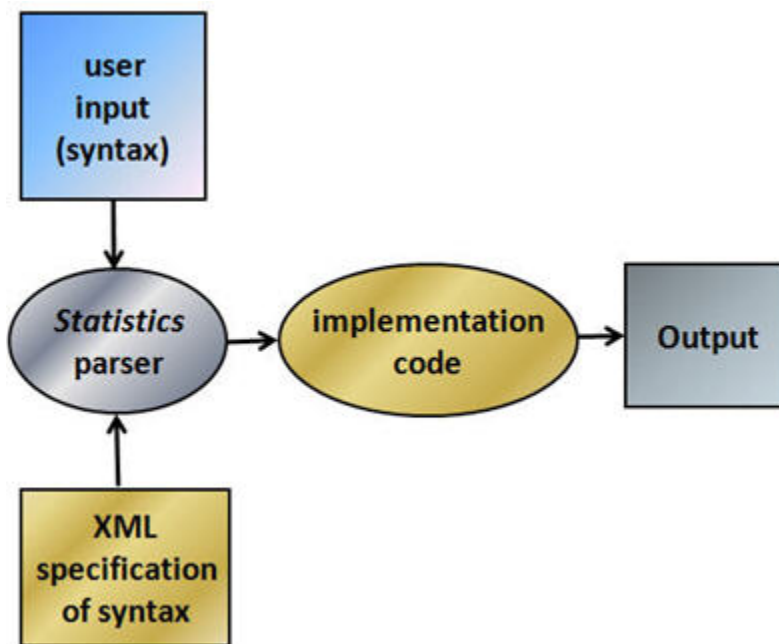 user
input
(syntax)
Statistics
parser
implementation
code
Output
XML
specification
of syntax